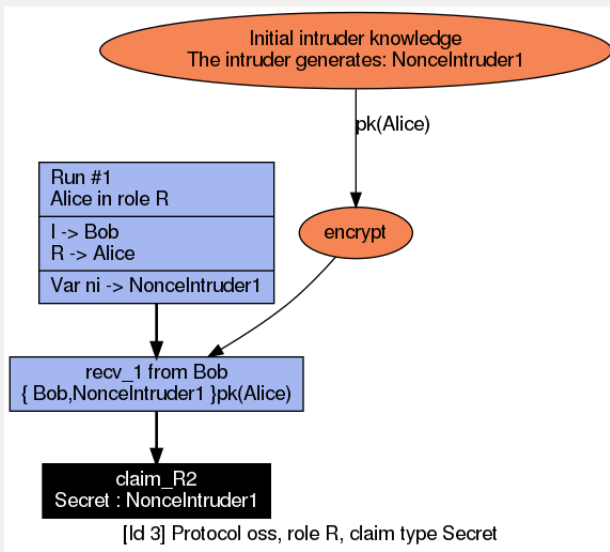 Initial intruder knowledge
The intruder generates: NonceIntruder1
pk(Alice)
Run #1
Alice in role R
I -> Bob
R -> Alice
Var ni -> NonceIntruder1
encrypt
recv_1 from Bob
{ Bob,NonceIntruder1 }pk(Alice)
claim_R2
Secret : NonceIntruder1
[Id 3] Protocol oss, role R, claim type Secret